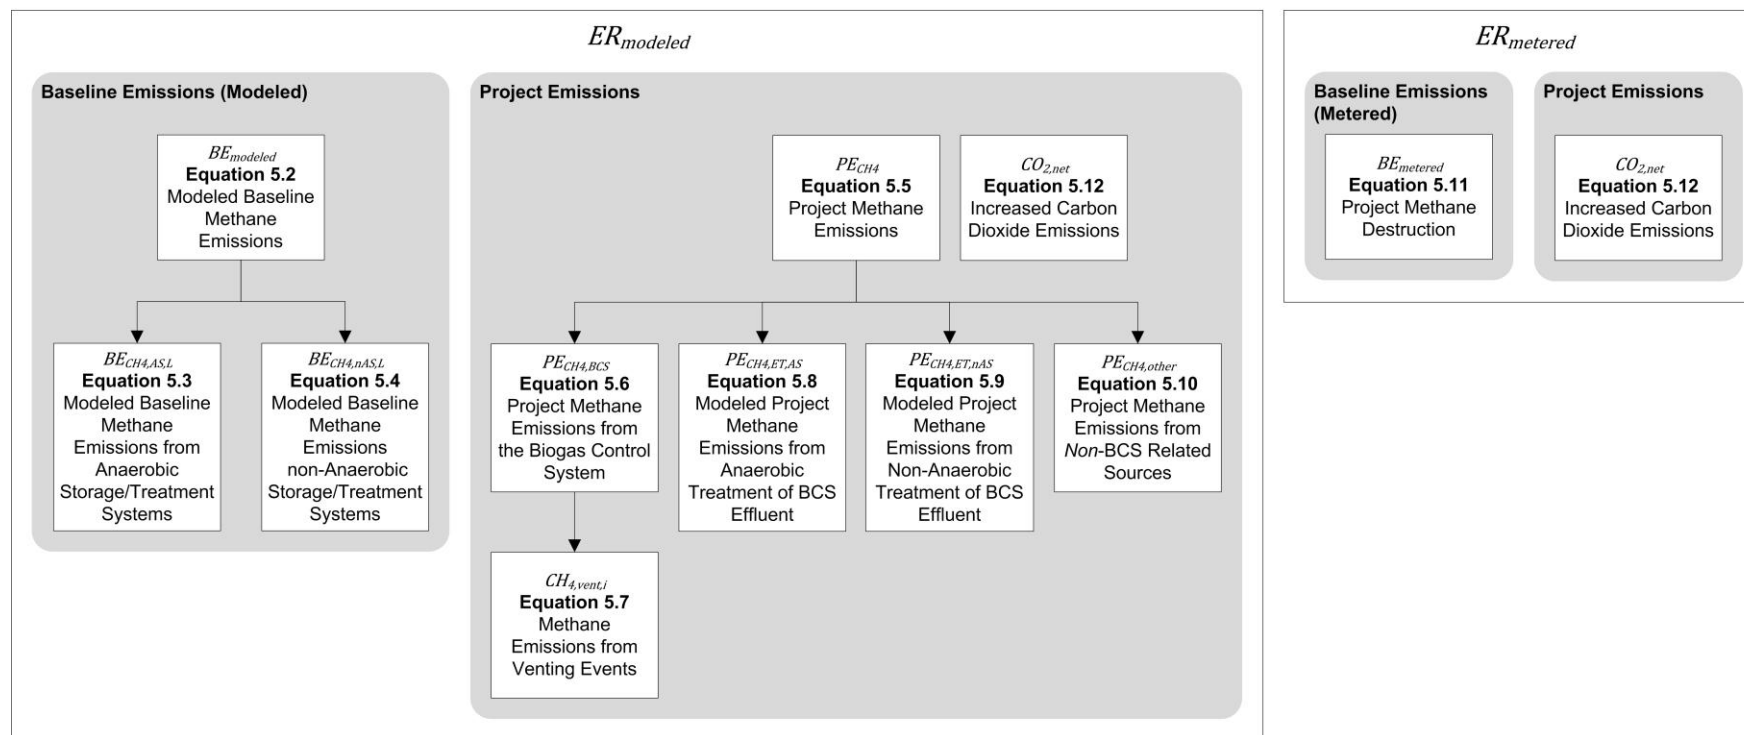 ER_modeled
Baseline Emissions (Modeled)
BE_modeled
Equation 5.2
Modeled Baseline
Methane
Emissions
BE_CH4,AS,L
Equation 5.3
Modeled Baseline
Methane
Emissions from
Anaerobic
Storage/Treatment
Systems
BE_CH4,nAS,L
Equation 5.4
Modeled Baseline
Methane
Emissions
non-Anaerobic
Storage/Treatment
Systems
Project Emissions
PE_CH4
Equation 5.5
Project Methane
Emissions
CO_2,net
Equation 5.12
Increased Carbon
Dioxide Emissions
PE_CH4,BCS
Equation 5.6
Project Methane
Emissions from
the Biogas Control
System
PE_CH4,ET,AS
Equation 5.8
Modeled Project
Methane
Emissions from
Anaerobic
Treatment of BCS
Effluent
PE_CH4,ET,nAS
Equation 5.9
Modeled Project
Methane
Emissions from
Non-Anaerobic
Treatment of BCS
Effluent
PE_CH4,other
Equation 5.10
Project Methane
Emissions from
Non-BCS Related
Sources
CH_4,vent,i
Equation 5.7
Methane
Emissions from
Venting Events
ER_metered
Baseline Emissions
(Metered)
BE_metered
Equation 5.11
Project Methane
Destruction
Project Emissions
CO_2,net
Equation 5.12
Increased Carbon
Dioxide Emissions